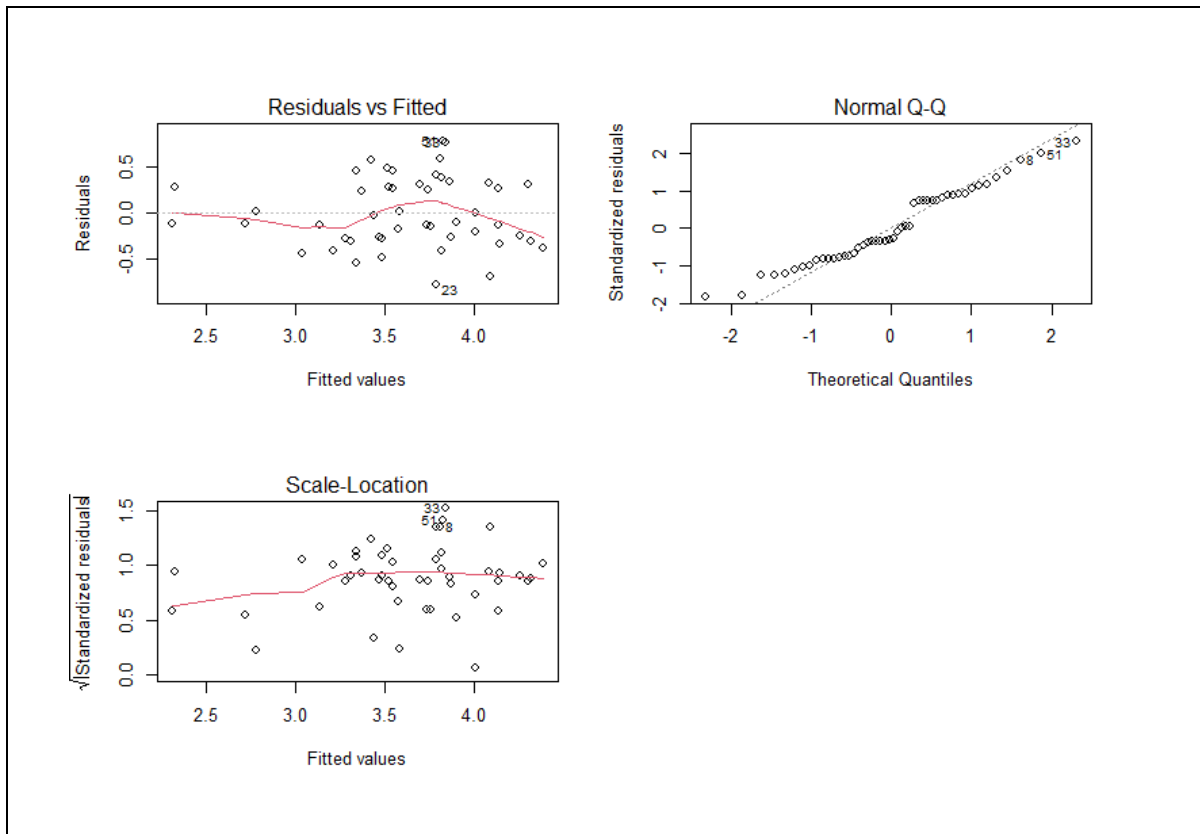 Residuals vs Fitted
Residuals
0.5
0.0
-0.5
33
23
2.5 3.0 3.5 4.0
Fitted values
Normal Q-Q
Standardized residuals
2
1
0
-1
-2
33
8 51
-2 -1 0 1 2
Theoretical Quantiles
Scale-Location
√|Standardized residuals|
1.5
1.0
0.5
0.0
33
51 8
2.5 3.0 3.5 4.0
Fitted values